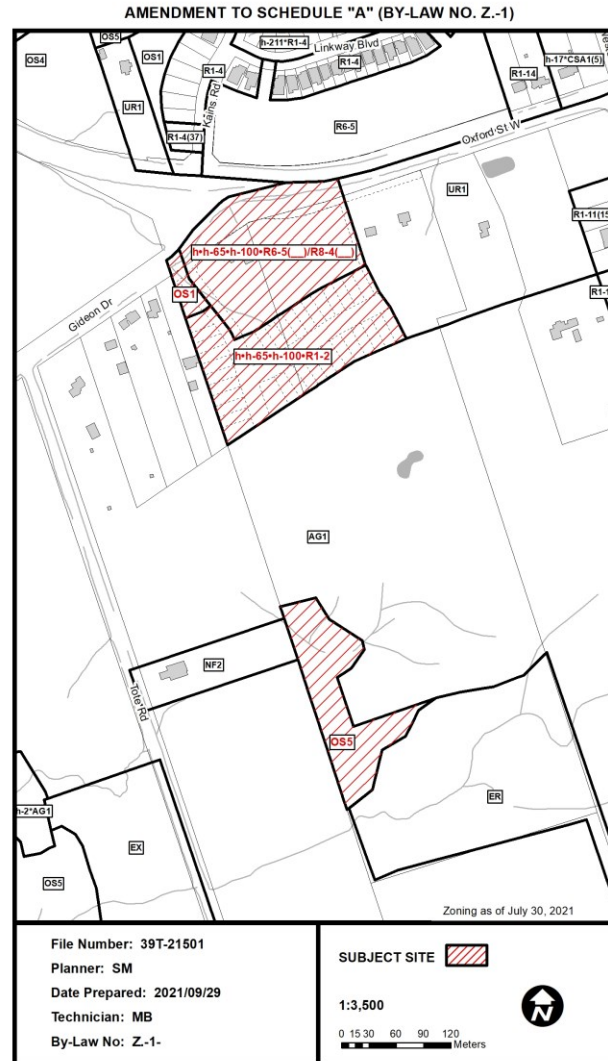 AMENDMENT TO SCHEDULE "A" (BY-LAW NO. Z.-1)
OS4
OS5
OS1
UR1
R1-4
R1-4(37)
Kains Rd
h-211*R1-4
Linkway Blvd
R1-4
R6-5
R1-14
h-17*CSA1(5)
Oxford St W
UR1
R1-11(15
R1-1
h•h-65•h-100•R6-5(__)/R8-4(__)
OS1
Gideon Dr
h•h-65•h-100•R1-2
AG1
NF2
Tote Rd
OS5
ER
h-2*AG1
EX
OS5
Zoning as of July 30, 2021
File Number: 39T-21501
Planner: SM
Date Prepared: 2021/09/29
Technician: MB
By-Law No: Z.-1-
SUBJECT SITE
1:3,500
0 15 30 60 90 120
Meters
N